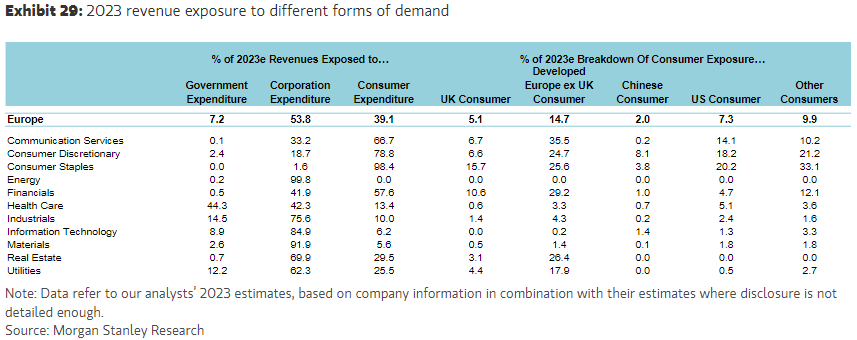 Exhibit 29: 2023 revenue exposure to different forms of demand
% of 2023e Revenues Exposed to... % of 2023e Breakdown Of Consumer Exposure...
Government Expenditure Corporation Expenditure Consumer Expenditure UK Consumer Developed Europe ex UK Consumer Chinese Consumer US Consumer Other Consumers
Europe 7.2 53.8 39.1 5.1 14.7 2.0 7.3 9.9
Communication Services 0.1 33.2 66.7 6.7 35.5 0.2 14.1 10.2
Consumer Discretionary 2.4 18.7 78.8 6.6 24.7 8.1 18.2 21.2
Consumer Staples 0.0 1.6 98.4 15.7 25.6 3.8 20.2 33.1
Energy 0.2 99.8 0.0 0.0 0.0 0.0 0.0 0.0
Financials 0.5 41.9 57.6 10.6 29.2 1.0 4.7 12.1
Health Care 44.3 42.3 13.4 0.6 3.3 0.7 5.1 3.6
Industrials 14.5 75.6 10.0 1.4 4.3 0.2 2.4 1.6
Information Technology 8.9 84.9 6.2 0.0 0.2 1.4 1.3 3.3
Materials 2.6 91.9 5.6 0.5 1.4 0.1 1.8 1.8
Real Estate 0.7 69.9 29.5 3.1 26.4 0.0 0.0 0.0
Utilities 12.2 62.3 25.5 4.4 17.9 0.0 0.5 2.7
Note: Data refer to our analysts' 2023 estimates, based on company information in combination with their estimates where disclosure is not
detailed enough.
Source: Morgan Stanley Research